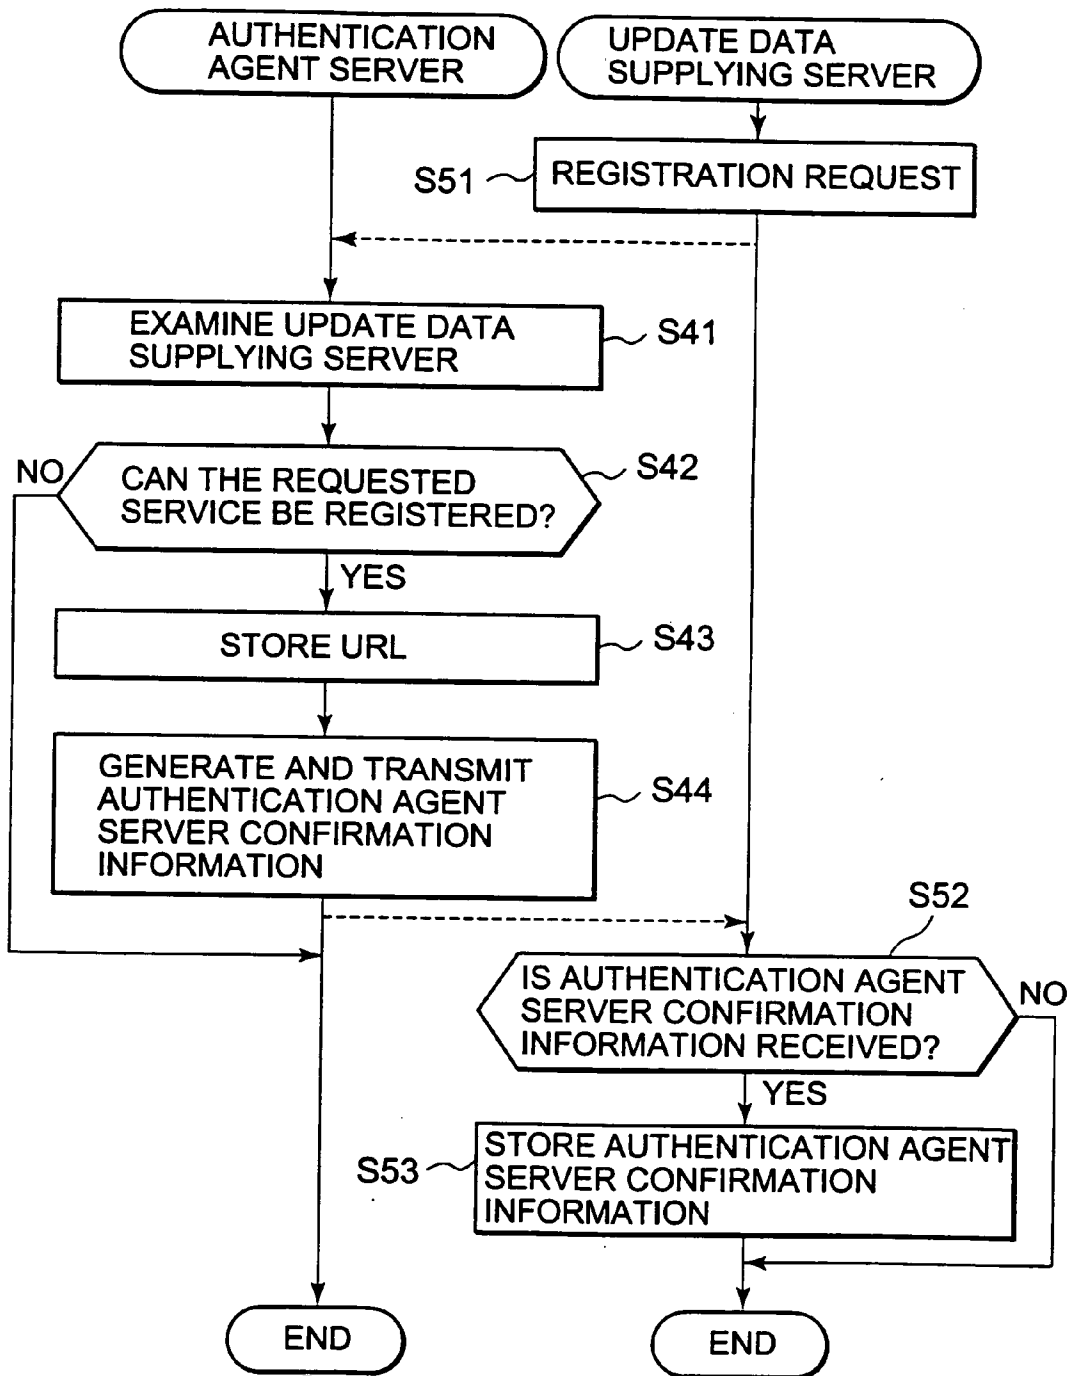 AUTHENTICATION
AGENT SERVER
UPDATE DATA
SUPPLYING SERVER
S51
REGISTRATION REQUEST
EXAMINE UPDATE DATA
SUPPLYING SERVER
S41
NO
CAN THE REQUESTED
SERVICE BE REGISTERED?
S42
YES
STORE URL
S43
GENERATE AND TRANSMIT
AUTHENTICATION AGENT
SERVER CONFIRMATION
INFORMATION
S44
S52
IS AUTHENTICATION AGENT
SERVER CONFIRMATION
INFORMATION RECEIVED?
NO
YES
S53
STORE AUTHENTICATION AGENT
SERVER CONFIRMATION
INFORMATION
END
END